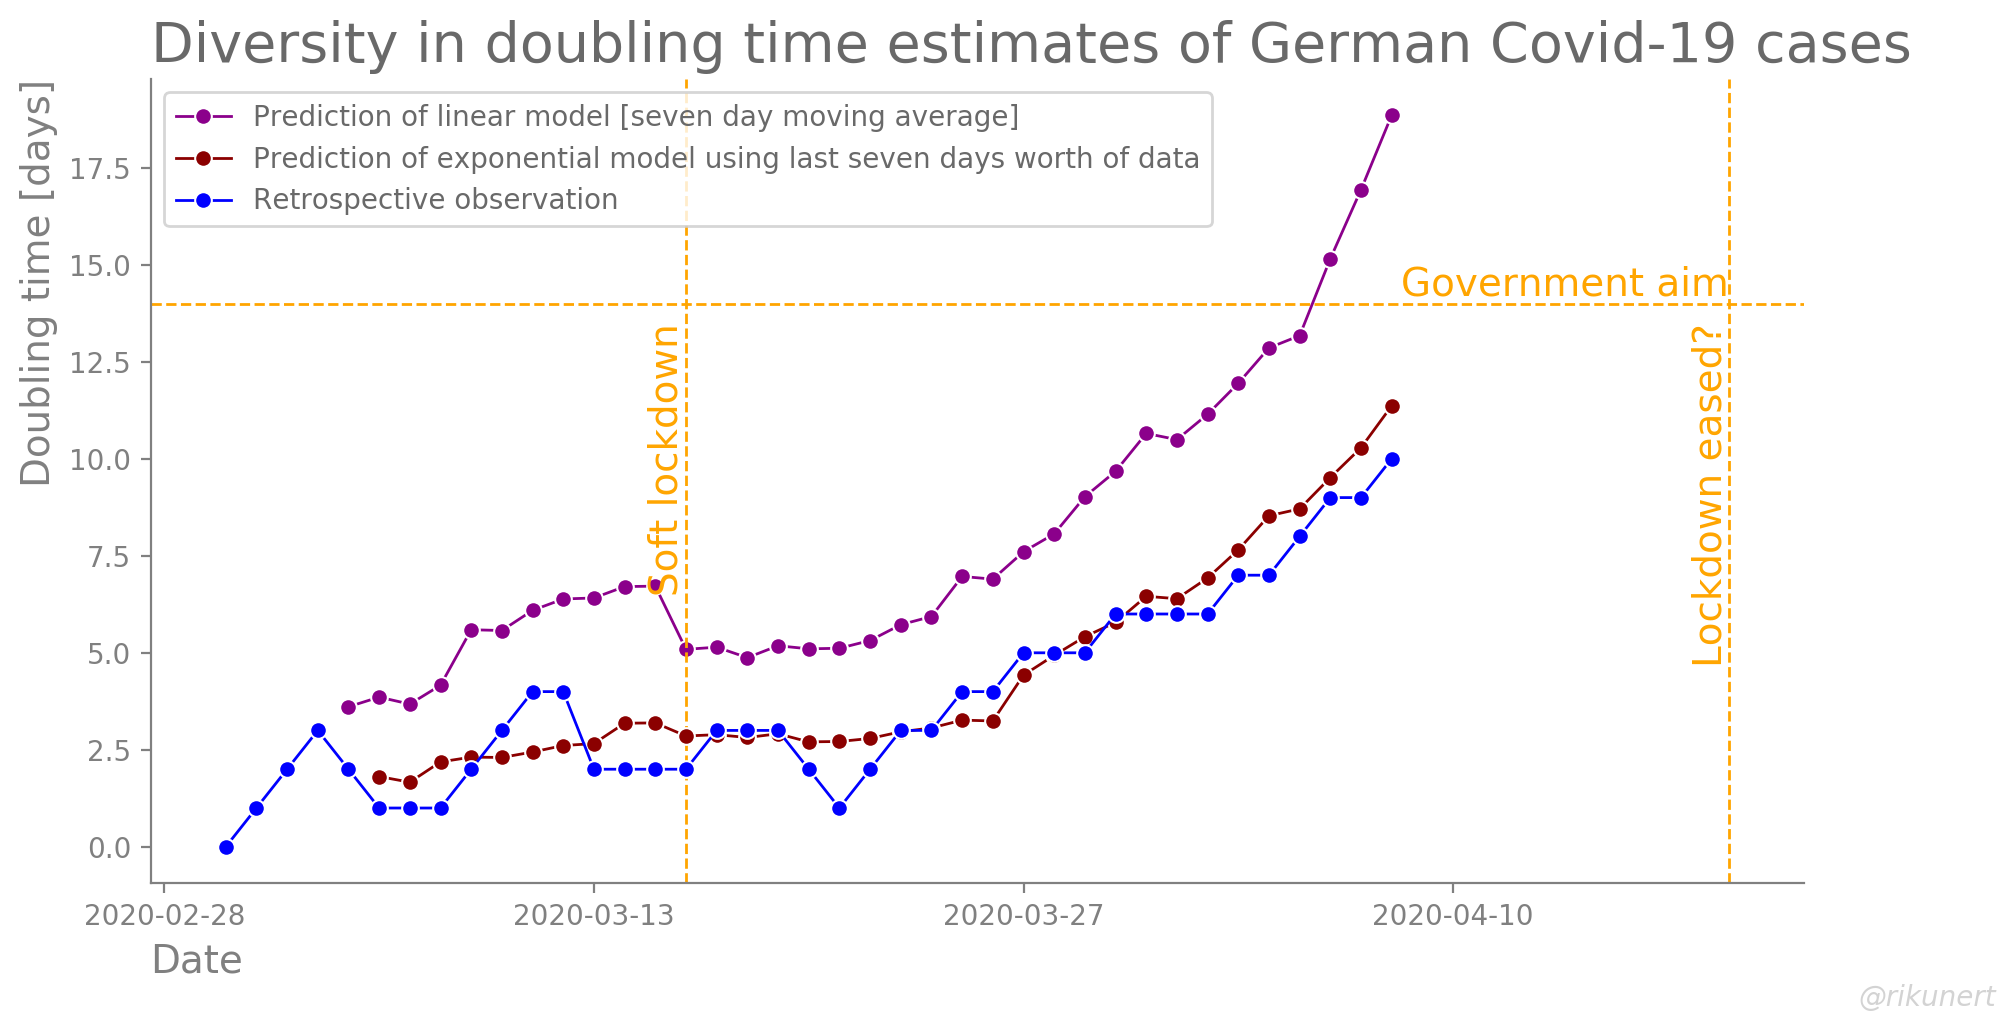 Diversity in doubling time estimates of German Covid-19 cases
Doubling time [days]
Prediction of linear model [seven day moving average]
Prediction of exponential model using last seven days worth of data
Retrospective observation
17.5
15.0
12.5
10.0
7.5
5.0
2.5
0.0
Government aim
Soft lockdown
Lockdown eased?
2020-02-28
2020-03-13
2020-03-27
2020-04-10
Date
@rikunert